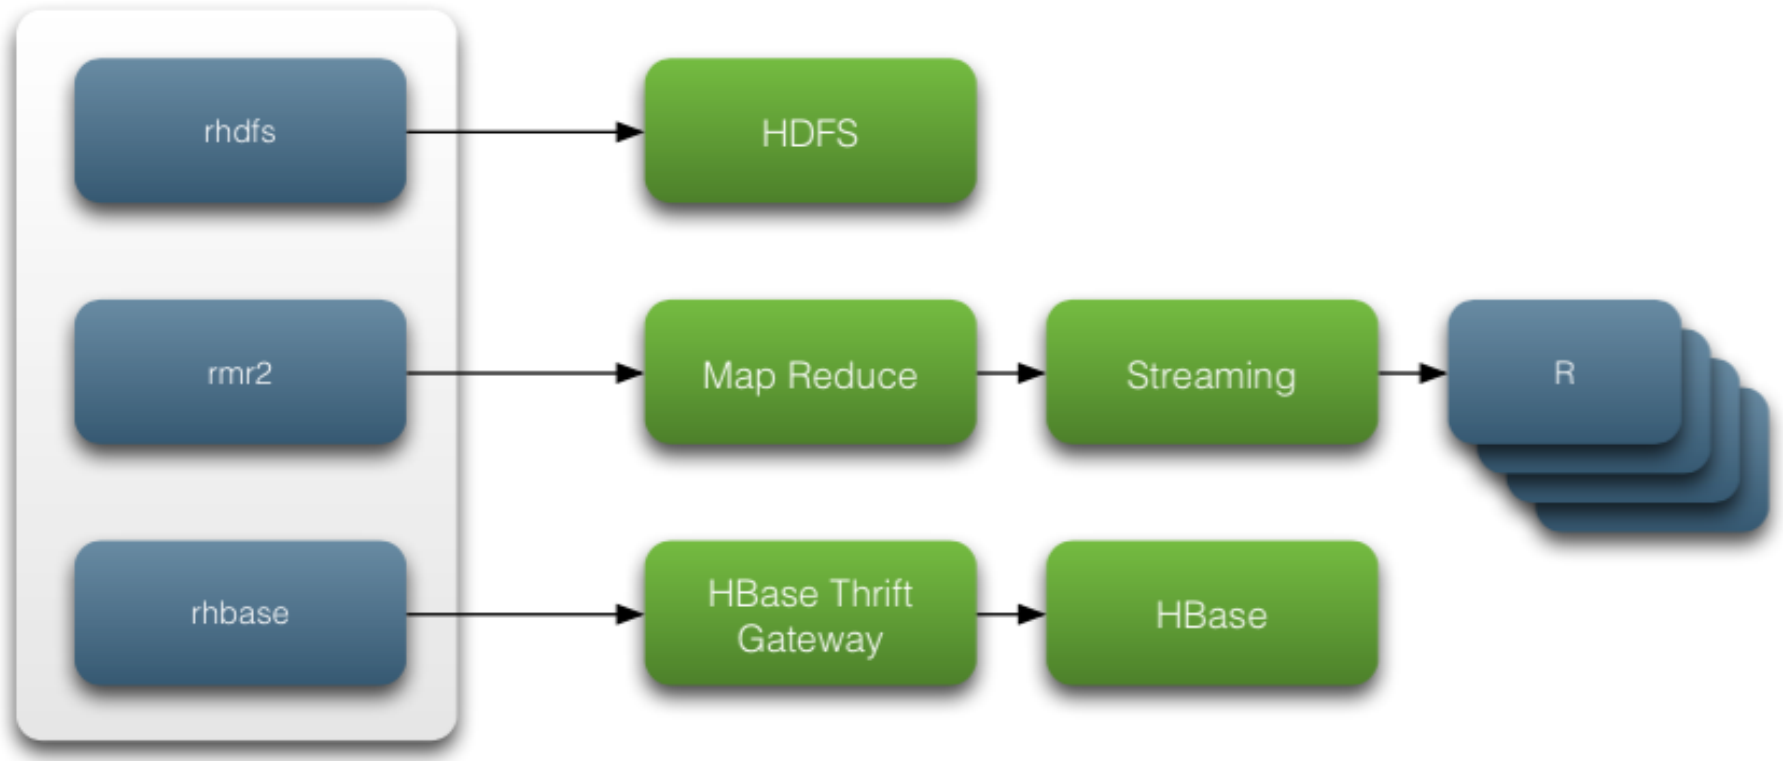 rhdfs
HDFS
rmr2
Map Reduce
Streaming
R
rhbase
HBase Thrift
Gateway
HBase